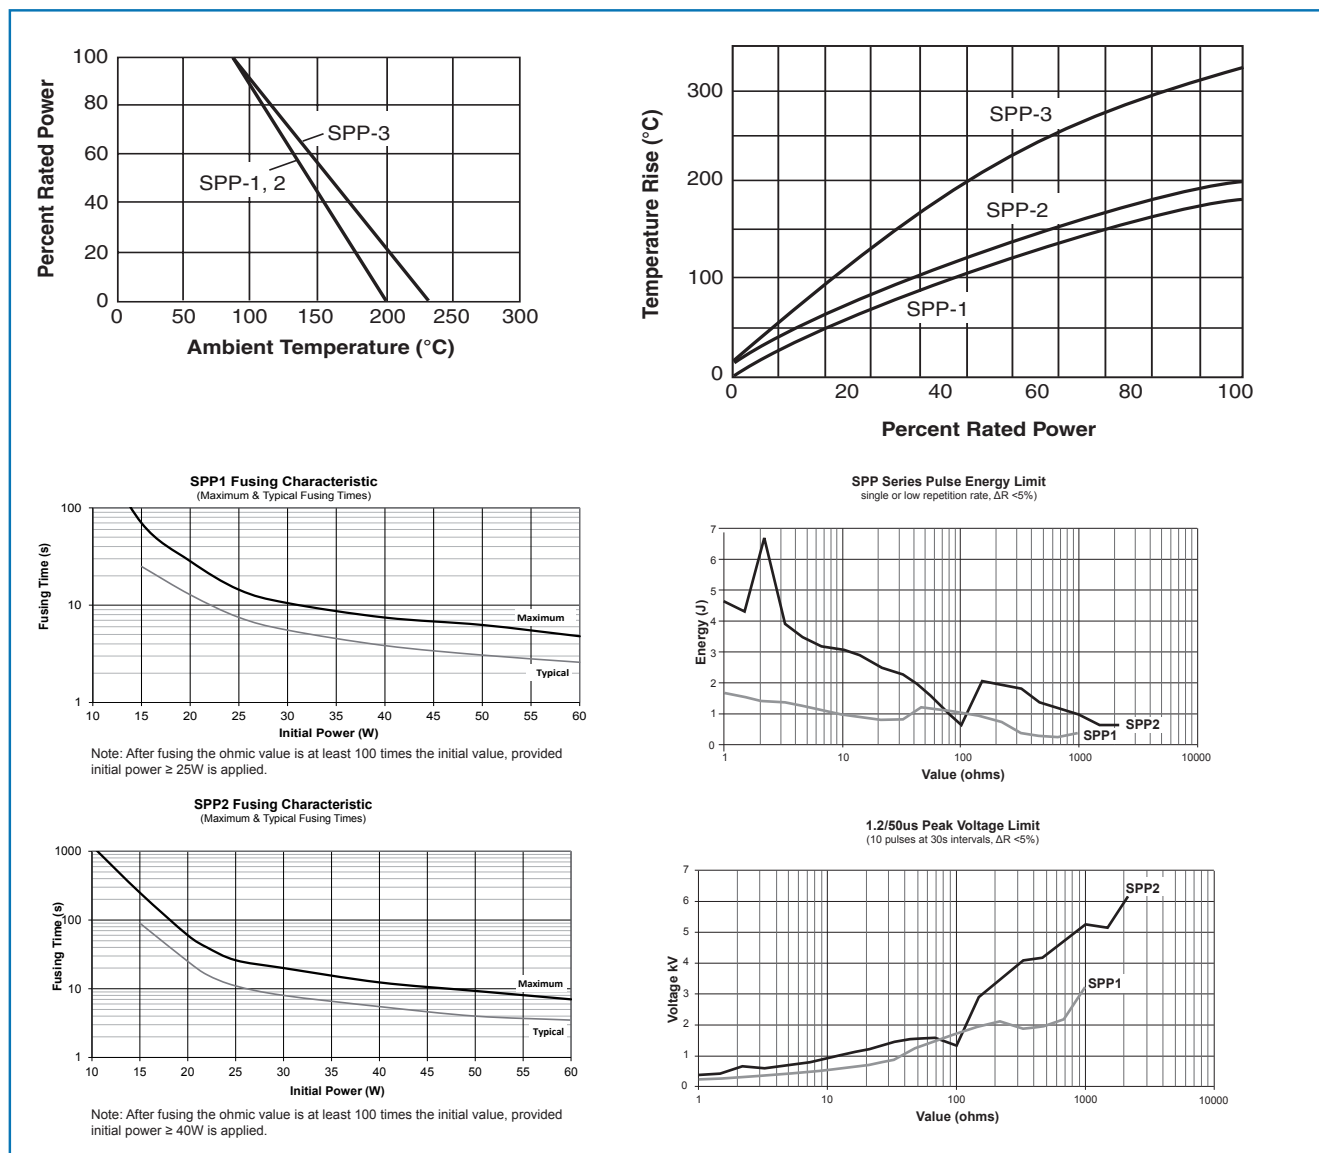 100
80
60
40
20
0
Percent Rated Power
SPP-3
SPP-1, 2
0 50 100 150 200 250 300
Ambient Temperature (°C)
300
200
100
0
Temperature Rise (°C)
SPP-3
SPP-2
SPP-1
0 20 40 60 80 100
Percent Rated Power
SPP1 Fusing Characteristic
(Maximum & Typical Fusing Times)
100
10
1
Fusing Time (s)
Maximum
Typical
10 15 20 25 30 35 40 45 50 55 60
Initial Power (W)
Note: After fusing the ohmic value is at least 100 times the initial value, provided
initial power ≥ 25W is applied.
SPP Series Pulse Energy Limit
single or low repetition rate, ΔR <5%)
7
6
5
4
3
2
1
0
Energy (J)
SPP2
SPP1
1 10 100 1000 10000
Value (ohms)
SPP2 Fusing Characteristic
(Maximum & Typical Fusing Times)
1000
100
10
1
Fusing Time (s)
Maximum
Typical
10 15 20 25 30 35 40 45 50 55 60
Initial Power (W)
Note: After fusing the ohmic value is at least 100 times the initial value, provided
initial power ≥ 40W is applied.
1.2/50us Peak Voltage Limit
(10 pulses at 30s intervals, ΔR <5%)
7
6
5
4
3
2
1
0
Voltage kV
SPP2
SPP1
1 10 100 1000 10000
Value (ohms)